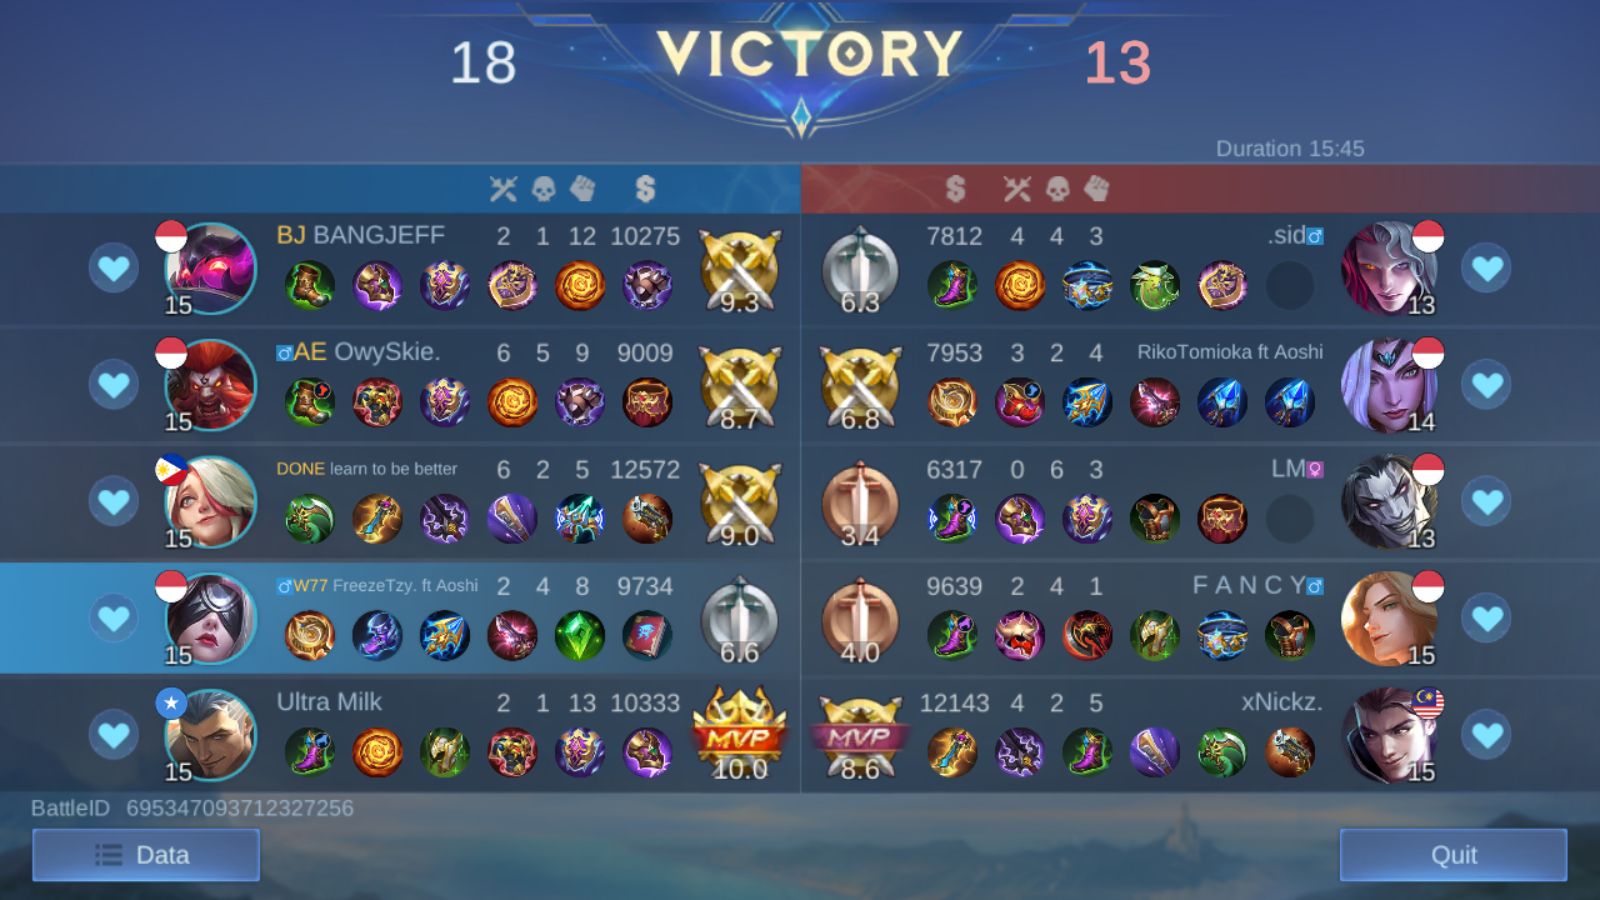 18 VICTORY 13
Duration 15:45
BJ BANGJEFF 2 1 12 10275
15 9.3
7812 4 4 3 .sid
6.3 13
AE OwySkie. 6 5 9 9009
15 8.7
7953 3 2 4 RikoTomioka ft Aoshi
6.8 14
DONE learn to be better 6 2 5 12572
15 9.0
6317 0 6 3 LM
3.4 13
W77 FreezeTzy. ft Aoshi 2 4 8 9734
15 6.6
9639 2 4 1 F A N C Y
4.0 15
Ultra Milk 2 1 13 10333
MVP
15 10.0
12143 4 2 5 xNickz.
MVP
8.6 15
BattleID 695347093712327256
Data
Quit